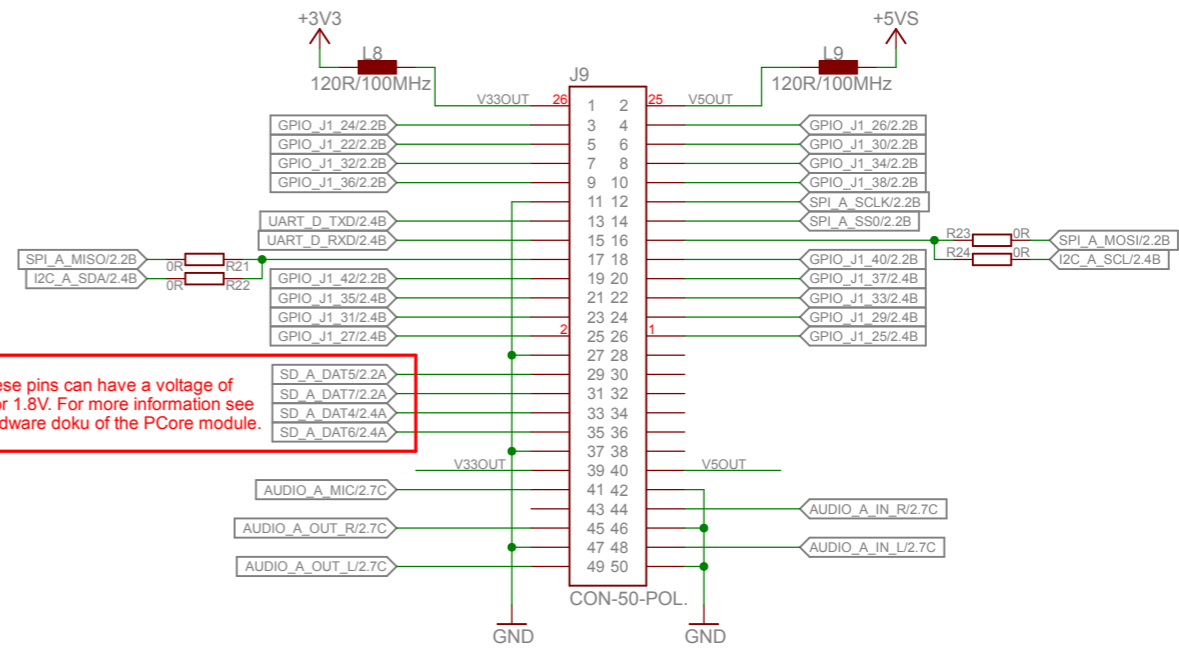 +3V3
+5VS
L8
L9
120R/100MHz
120R/100MHz
J9
V33OUT 26 1 2 25 V5OUT
GPIO_J1_24/2.2B 3 4 GPIO_J1_26/2.2B
GPIO_J1_22/2.2B 5 6 GPIO_J1_30/2.2B
GPIO_J1_32/2.2B 7 8 GPIO_J1_34/2.2B
GPIO_J1_36/2.2B 9 10 GPIO_J1_38/2.2B
11 12 SPI_A_SCLK/2.2B
UART_D_TXD/2.4B 13 14 SPI_A_SS0/2.2B
UART_D_RXD/2.4B 15 16 R23 0R SPI_A_MOSI/2.2B
SPI_A_MISO/2.2B 0R R21 17 18 GPIO_J1_40/2.2B R24 0R I2C_A_SCL/2.4B
I2C_A_SDA/2.4B 0R R22 GPIO_J1_42/2.2B 19 20 GPIO_J1_37/2.4B
GPIO_J1_35/2.4B 21 22 GPIO_J1_33/2.4B
GPIO_J1_31/2.4B 23 24 GPIO_J1_29/2.4B
GPIO_J1_27/2.4B 2 25 26 1 GPIO_J1_25/2.4B
27 28
SD_A_DAT5/2.2A 29 30
ese pins can have a voltage of
SD_A_DAT7/2.2A 31 32
or 1.8V. For more information see
SD_A_DAT4/2.4A 33 34
dware doku of the PCore module.
SD_A_DAT6/2.4A 35 36
37 38
V33OUT 39 40 V5OUT
AUDIO_A_MIC/2.7C 41 42
43 44 AUDIO_A_IN_R/2.7C
AUDIO_A_OUT_R/2.7C 45 46
47 48 AUDIO_A_IN_L/2.7C
AUDIO_A_OUT_L/2.7C 49 50
CON-50-POL.
GND
GND